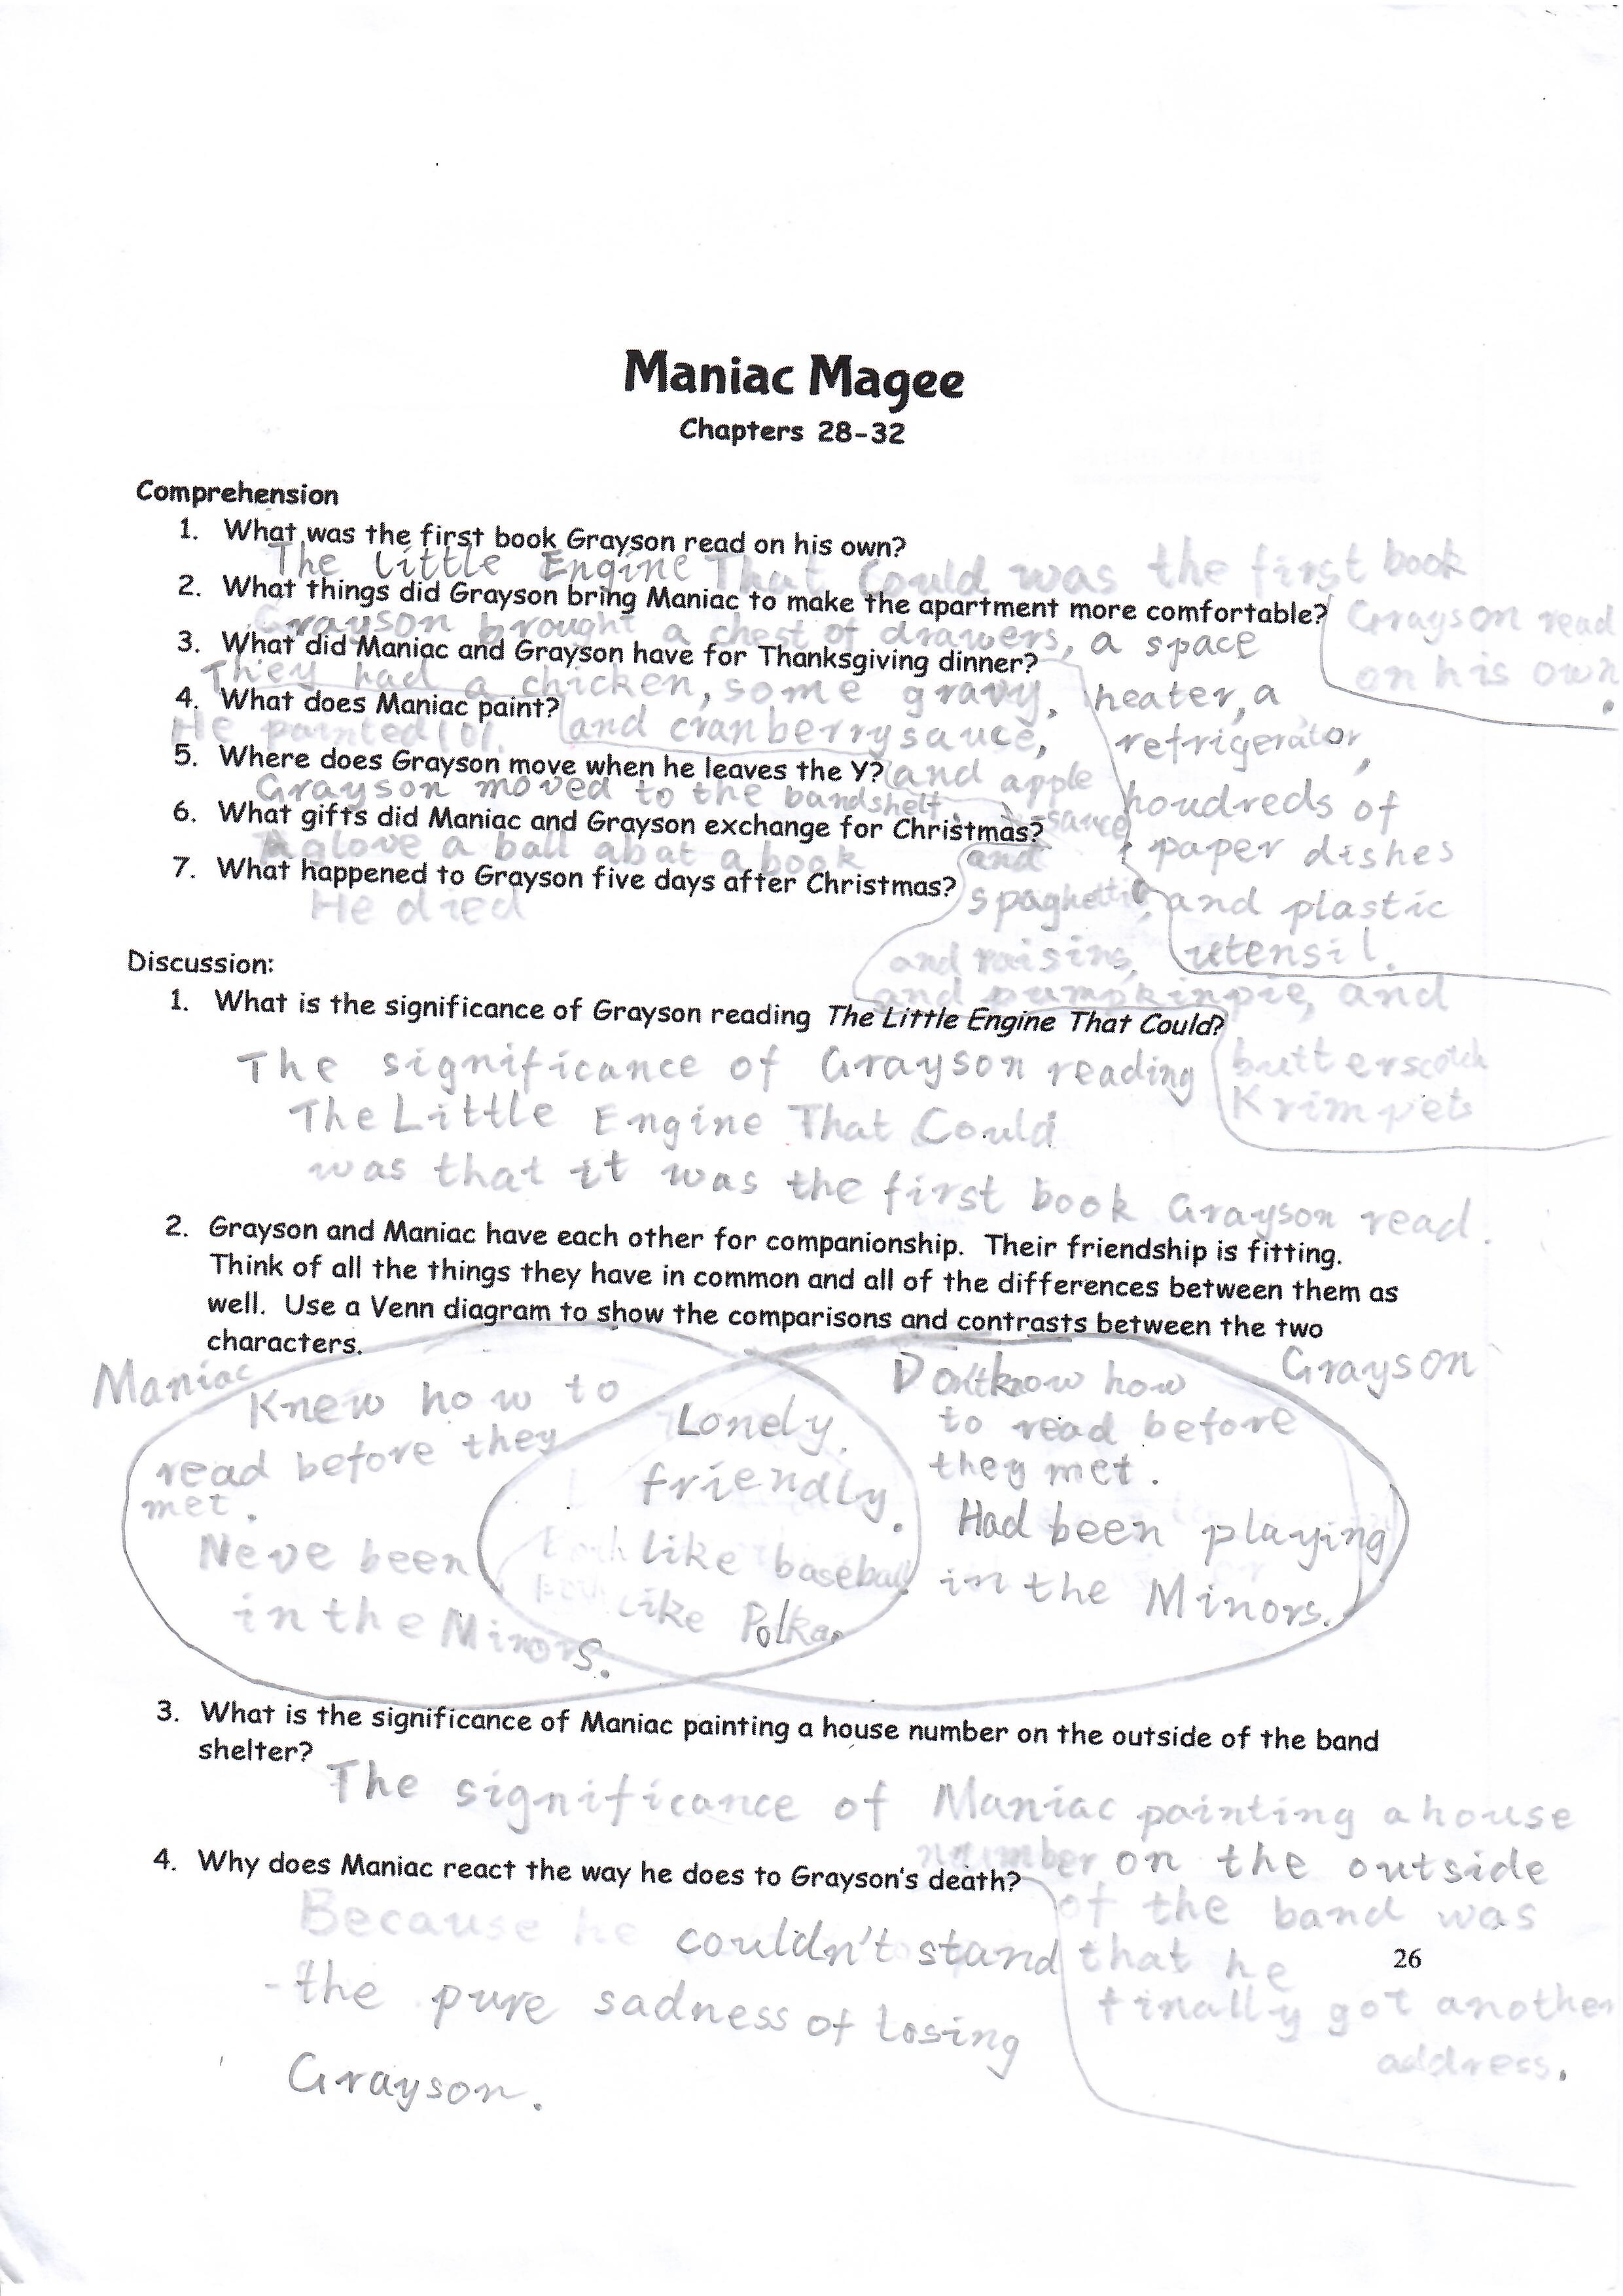 Maniac Magee
Chapters 28-32
Comprehension
1. What was the first book Grayson read on his own?
The Little Engine That Could was the first book
Grayson read
on his own.
2. What things did Grayson bring Maniac to make the apartment more comfortable?
Grayson brought a chest of drawers, a space
heater, a
refrigerator,
houdreds of
paper dishes
and plastic
utensil.
3. What did Maniac and Grayson have for Thanksgiving dinner?
They had a chicken, some gravy,
and cranberry sauce,
and apple
sauce,
and
spaghetti
and raisins,
and pumpkin pie, and
butterscotch
Krimpets
4. What does Maniac paint?
He painted 101.
5. Where does Grayson move when he leaves the Y?
Grayson moved to the bandshell.
6. What gifts did Maniac and Grayson exchange for Christmas?
A glove a ball a bat a book
7. What happened to Grayson five days after Christmas?
He died
Discussion:
1. What is the significance of Grayson reading The Little Engine That Could?
The significance of Grayson reading
The Little Engine That Could
was that it was the first book Grayson read.
2. Grayson and Maniac have each other for companionship. Their friendship is fitting.
Think of all the things they have in common and all of the differences between them as
well. Use a Venn diagram to show the comparisons and contrasts between the two
characters.
Maniac
Knew how to
read before they
met.
Neve been
in the Minors.
Lonely.
friendly.
like baseball
like Polka.
Grayson
Don't know how
to read before
they met.
Had been playing
in the Minors.
3. What is the significance of Maniac painting a house number on the outside of the band
shelter?
The significance of Maniac painting a house
number on the outside
of the band was
that he
finally got another
address.
4. Why does Maniac react the way he does to Grayson's death?
Because he couldn't stand
the pure sadness of losing
Grayson.
26